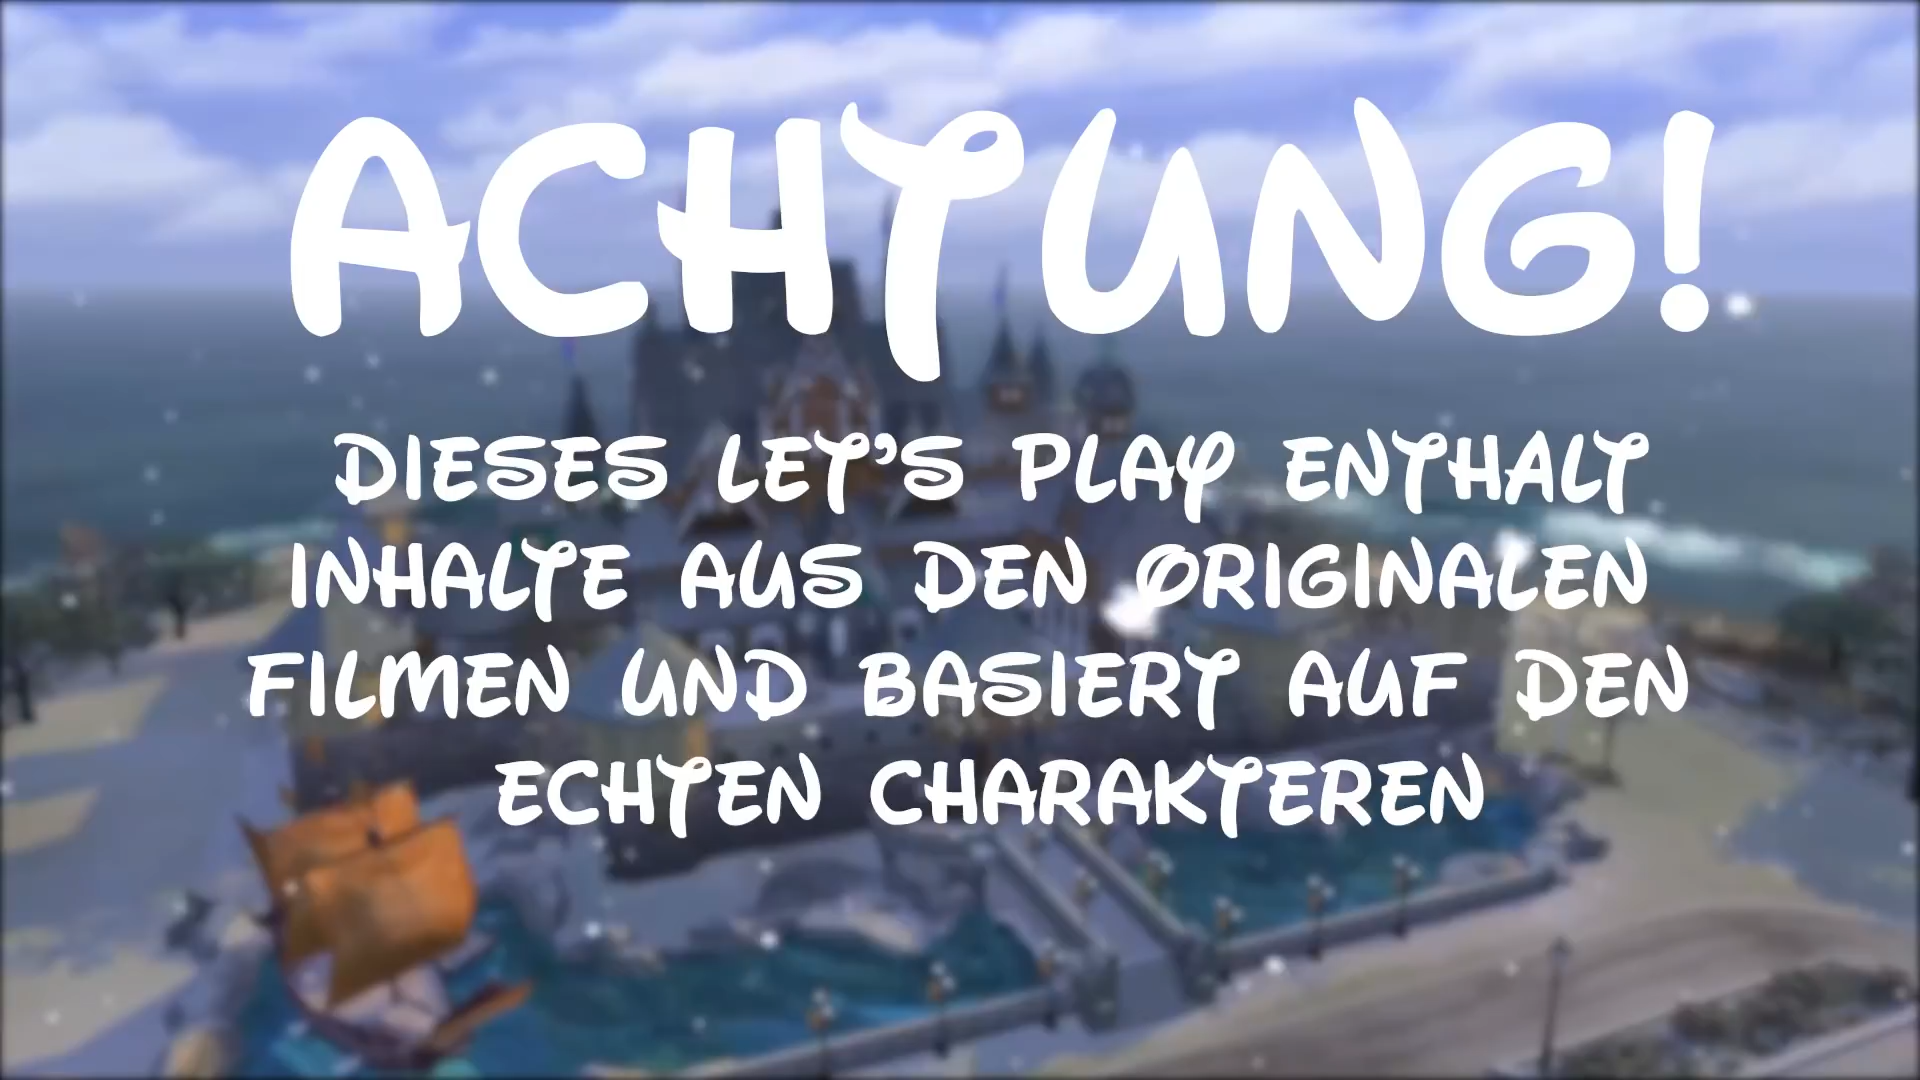 ACHTUNG!
DIESES LET'S PLAY ENTHALT
INHALTE AUS DEN ORIGINALEN
FILMEN UND BASIERT AUF DEN
ECHTEN CHARAKTEREN